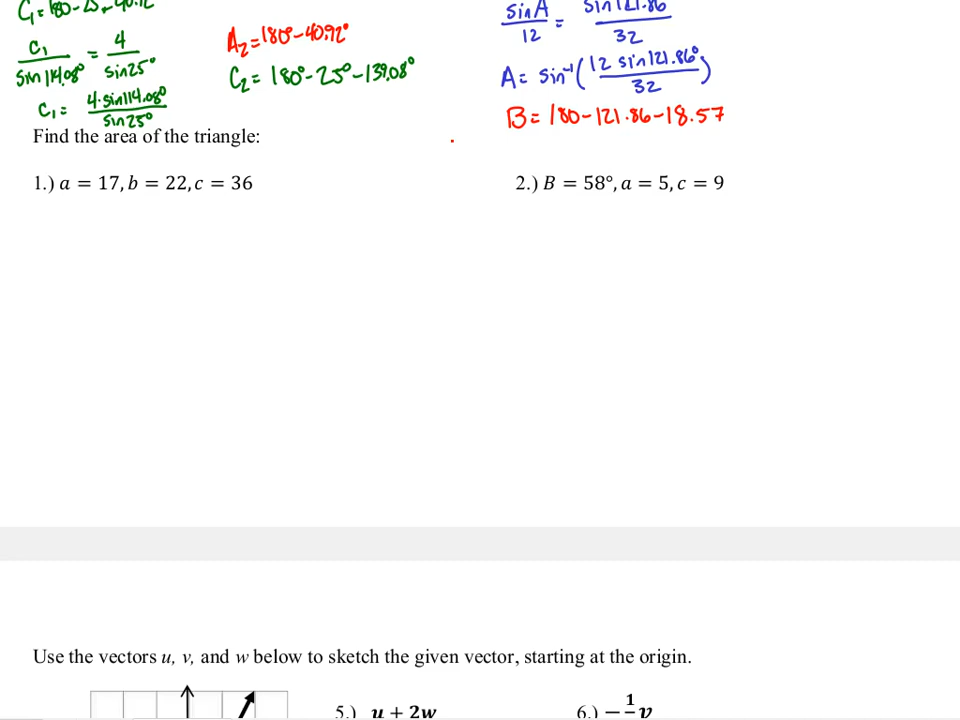 C₁ = 180 - 25 - 40.92
c₁/sin 114.08° = 4/sin 25°
c₁ = 4·sin 114.08°/sin 25°
A₂ = 180° - 40.92°
C₂ = 180° - 25° - 139.08°
sin A/12 = sin 121.86/32
A = sin⁻¹(12 sin 121.86°/32)
B = 180 - 121.86 - 18.57
Find the area of the triangle:
1.) a = 17, b = 22, c = 36
2.) B = 58°, a = 5, c = 9
Use the vectors u, v, and w below to sketch the given vector, starting at the origin.
5.) u + 2w
6.) −1/ v